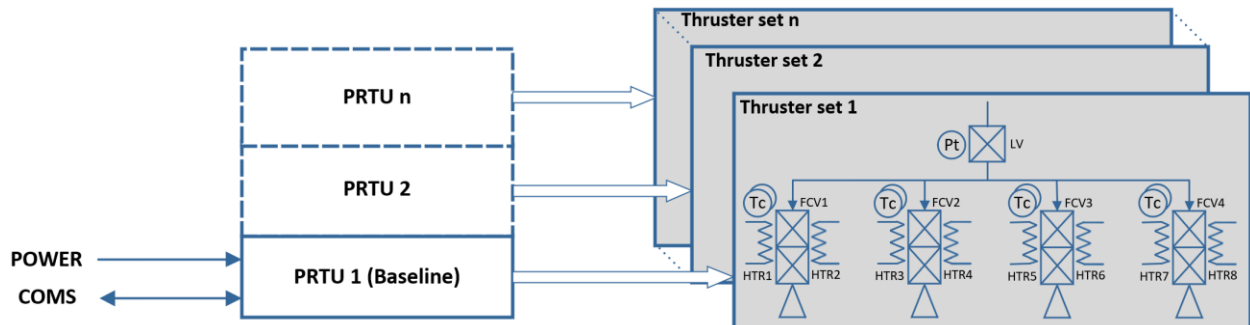 Thruster set n
Thruster set 2
Thruster set 1
PRTU n
PRTU 2
PRTU 1 (Baseline)
POWER
COMS
Pt LV
Tc FCV1 Tc FCV2 Tc FCV3 Tc FCV4
HTR1 HTR2 HTR3 HTR4 HTR5 HTR6 HTR7 HTR8